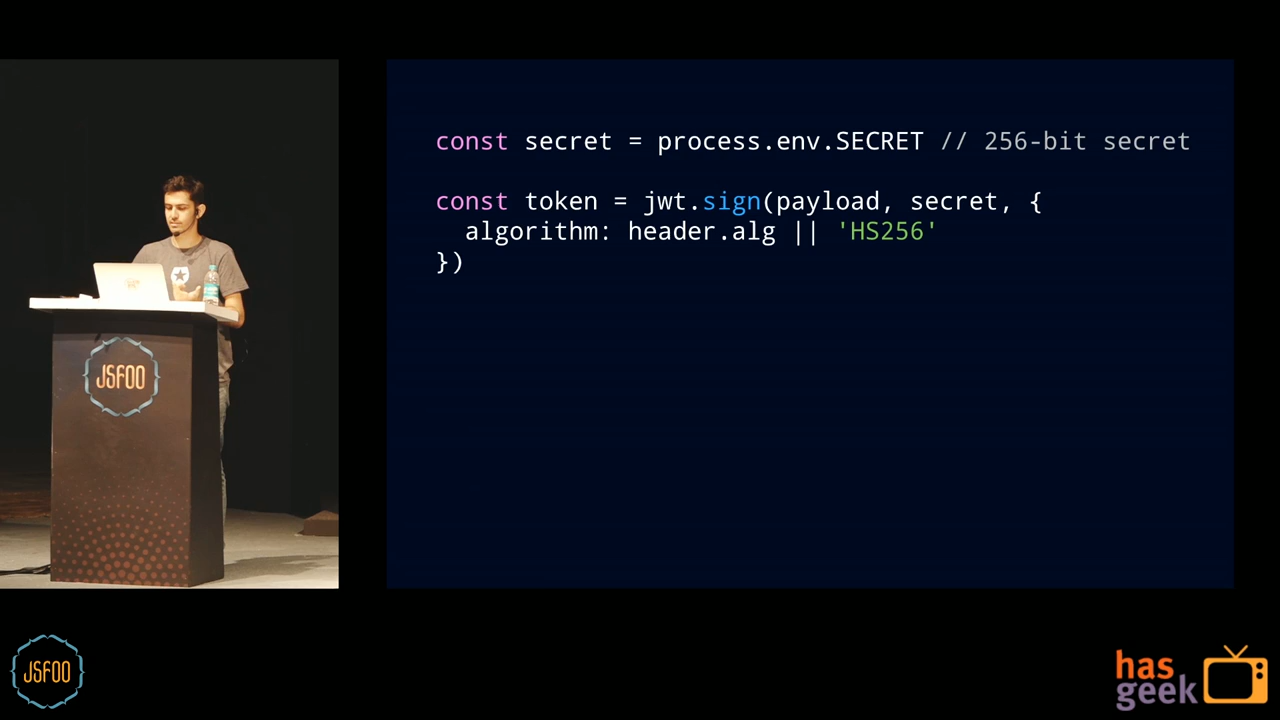 const secret = process.env.SECRET // 256-bit secret
const token = jwt.sign(payload, secret, {
algorithm: header.alg || 'HS256'
})
JSFOO
JSFOO
has
geek